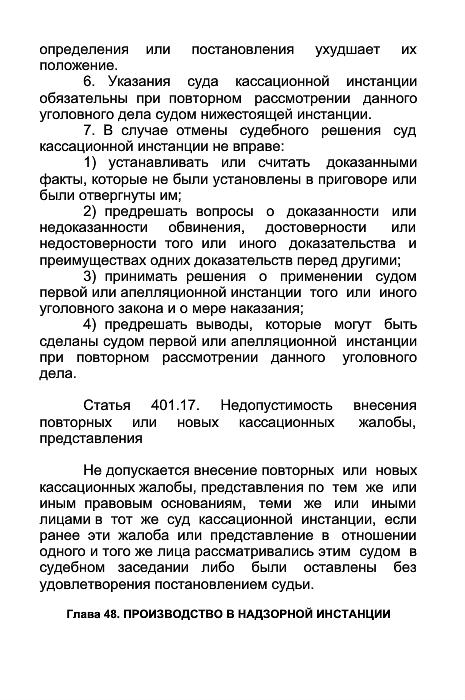 определения или постановления ухудшает их
положение.
6. Указания суда кассационной инстанции
обязательны при повторном рассмотрении данного
уголовного дела судом нижестоящей инстанции.
7. В случае отмены судебного решения суд
кассационной инстанции не вправе:
1) устанавливать или считать доказанными
факты, которые не были установлены в приговоре или
были отвергнуты им;
2) предрешать вопросы о доказанности или
недоказанности обвинения, достоверности или
недостоверности того или иного доказательства и
преимуществах одних доказательств перед другими;
3) принимать решения о применении судом
первой или апелляционной инстанции того или иного
уголовного закона и о мере наказания;
4) предрешать выводы, которые могут быть
сделаны судом первой или апелляционной инстанции
при повторном рассмотрении данного уголовного
дела.
Статья 401.17. Недопустимость внесения
повторных или новых кассационных жалобы,
представления
Не допускается внесение повторных или новых
кассационных жалобы, представления по тем же или
иным правовым основаниям, теми же или иными
лицами в тот же суд кассационной инстанции, если
ранее эти жалоба или представление в отношении
одного и того же лица рассматривались этим судом в
судебном заседании либо были оставлены без
удовлетворения постановлением судьи.
Глава 48. ПРОИЗВОДСТВО В НАДЗОРНОЙ ИНСТАНЦИИ